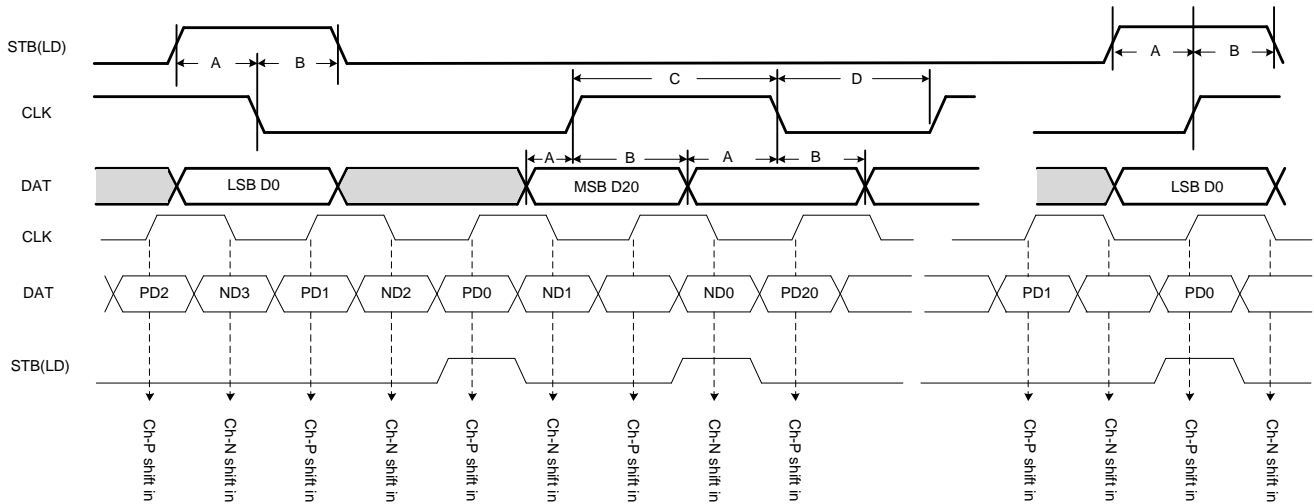 STB(LD)
A B A B
C D
CLK
A B A B
DAT LSB D0 MSB D20 LSB D0
CLK
DAT PD2 ND3 PD1 ND2 PD0 ND1 ND0 PD20 PD1 PD0
STB(LD)
Ch-P shift in
Ch-N shift in
Ch-P shift in
Ch-N shift in
Ch-P shift in
Ch-N shift in
Ch-P shift in
Ch-N shift in
Ch-P shift in
Ch-P shift in
Ch-N shift in
Ch-P shift in
Ch-N shift in